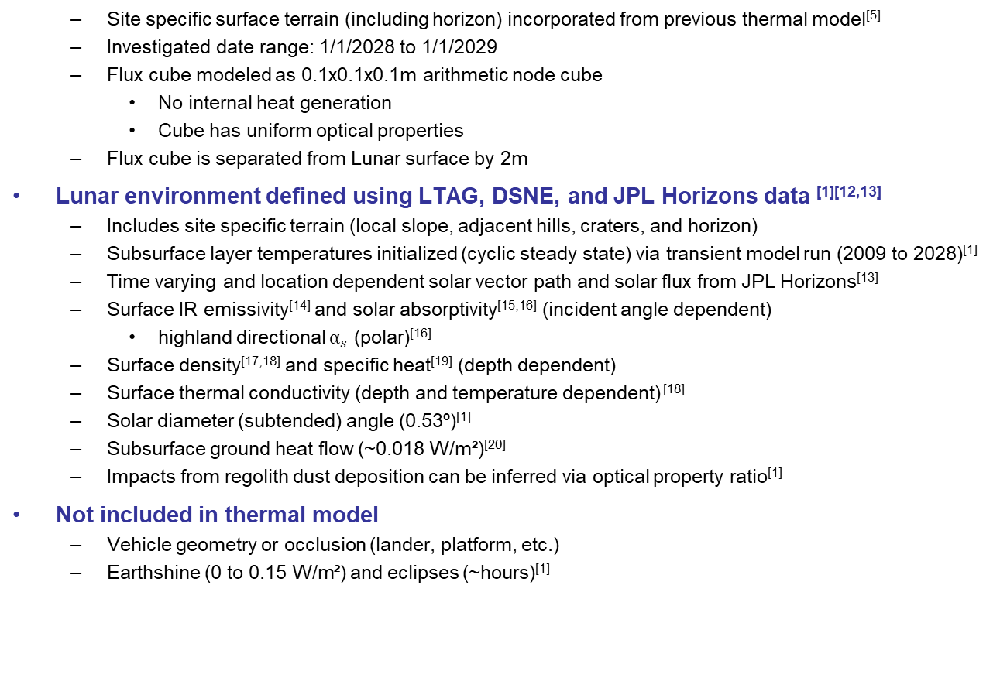 – Site specific surface terrain (including horizon) incorporated from previous thermal model[5]
– Investigated date range: 1/1/2028 to 1/1/2029
– Flux cube modeled as 0.1x0.1x0.1m arithmetic node cube
• No internal heat generation
• Cube has uniform optical properties
– Flux cube is separated from Lunar surface by 2m
• Lunar environment defined using LTAG, DSNE, and JPL Horizons data [1][12,13]
– Includes site specific terrain (local slope, adjacent hills, craters, and horizon)
– Subsurface layer temperatures initialized (cyclic steady state) via transient model run (2009 to 2028)[1]
– Time varying and location dependent solar vector path and solar flux from JPL Horizons[13]
– Surface IR emissivity[14] and solar absorptivity[15,16] (incident angle dependent)
• highland directional αₛ (polar)[16]
– Surface density[17,18] and specific heat[19] (depth dependent)
– Surface thermal conductivity (depth and temperature dependent)[18]
– Solar diameter (subtended) angle (0.53º)[1]
– Subsurface ground heat flow (~0.018 W/m²)[20]
– Impacts from regolith dust deposition can be inferred via optical property ratio[1]
• Not included in thermal model
– Vehicle geometry or occlusion (lander, platform, etc.)
– Earthshine (0 to 0.15 W/m²) and eclipses (~hours)[1]